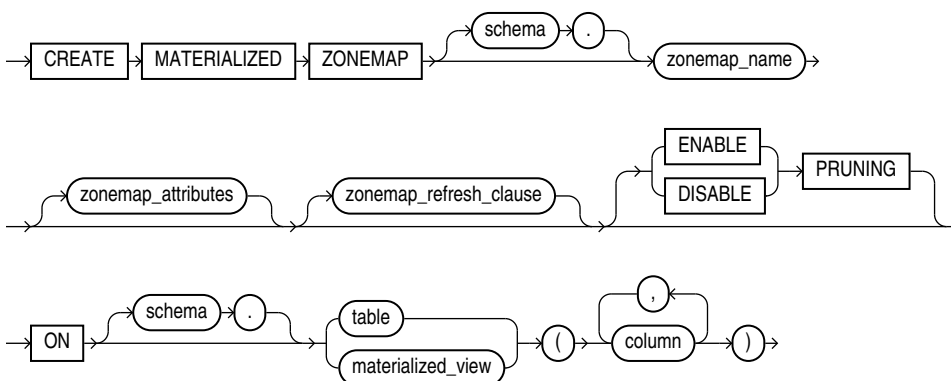 schema .
CREATE MATERIALIZED ZONEMAP zonemap_name
ENABLE
zonemap_attributes zonemap_refresh_clause PRUNING
DISABLE
,
schema . table
ON ( column )
materialized_view